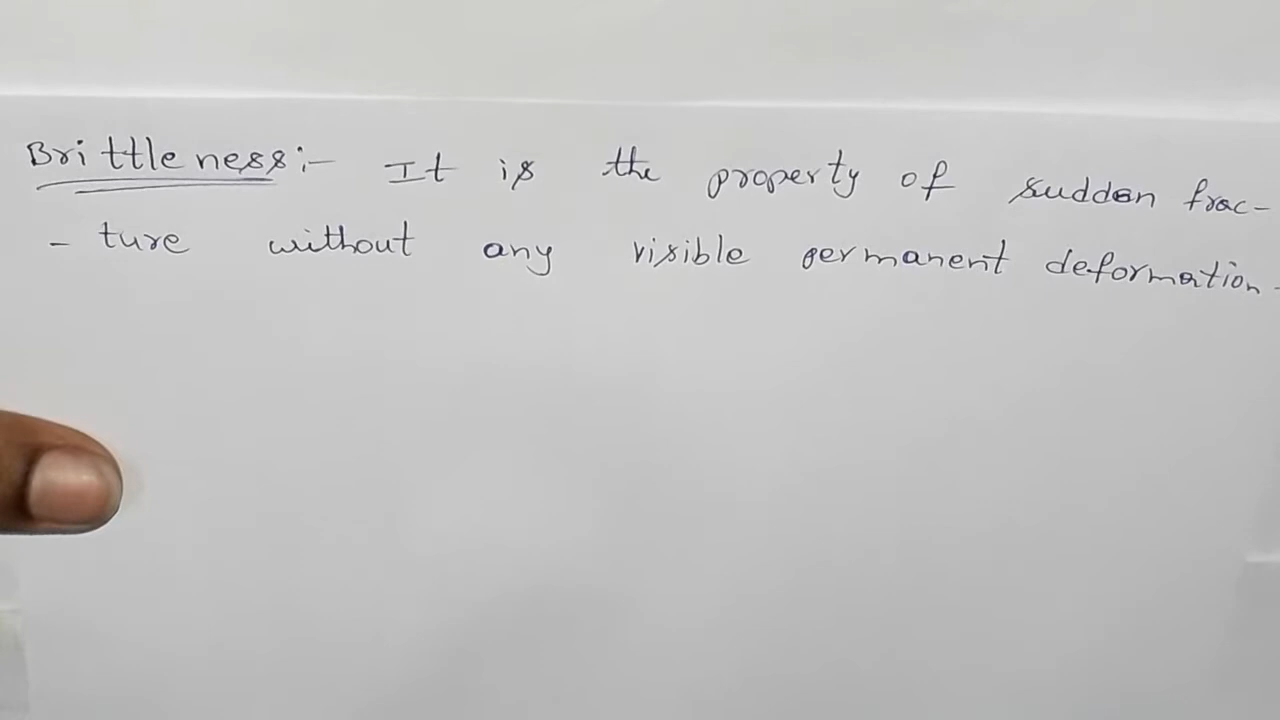 Brittleness:- It is the property of sudden frac-
- ture without any visible permanent deformation.